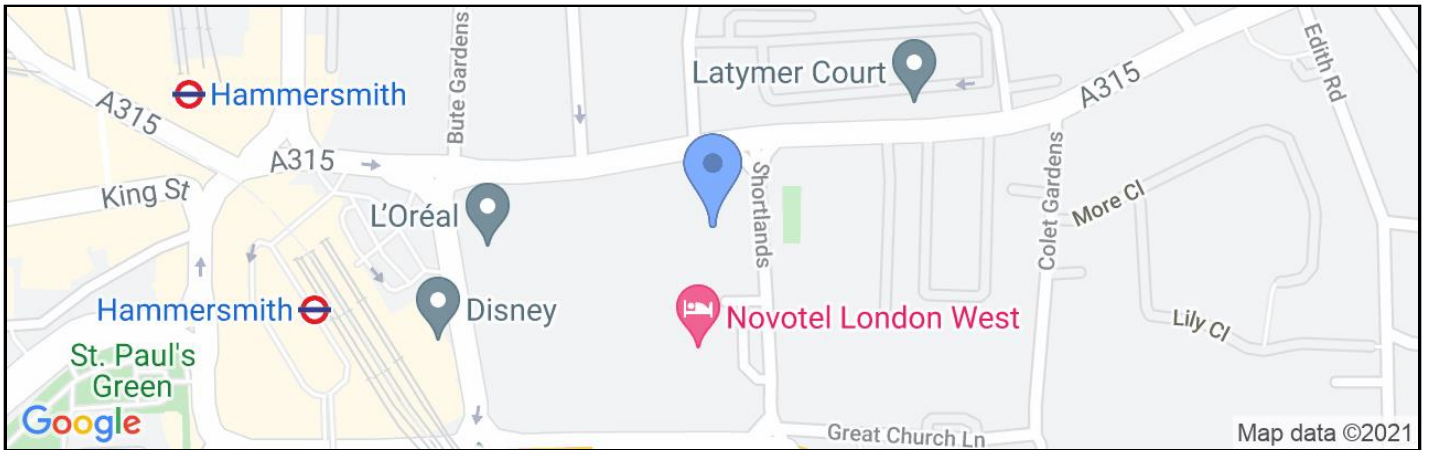 Bute Gardens
Latymer Court
Edith Rd
A315
Hammersmith
A315
A315
King St
L'Oréal
Shortlands
Colet Gardens
More Cl
Hammersmith
Disney
Novotel London West
Lily Cl
St. Paul's
Green
Google
Great Church Ln
Map data ©2021